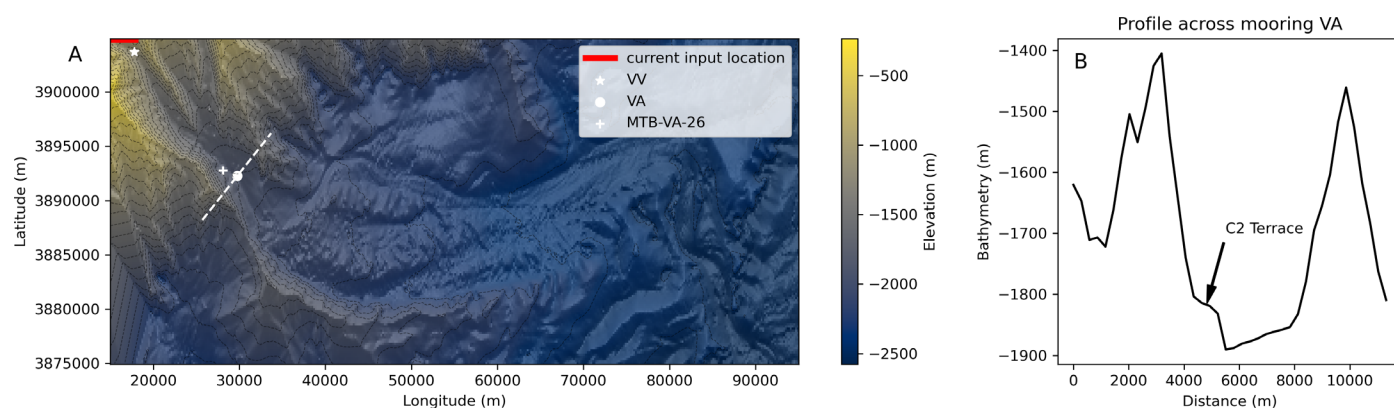 A
current input location
VV
VA
MTB-VA-26
3900000
3895000
3890000
3885000
3880000
3875000
Latitude (m)
20000 30000 40000 50000 60000 70000 80000 90000
Longitude (m)
−500
−1000
−1500
−2000
−2500
Elevation (m)
Profile across mooring VA
B
−1400
−1500
−1600
−1700
−1800
−1900
Bathymetry (m)
C2 Terrace
0 2000 4000 6000 8000 10000
Distance (m)